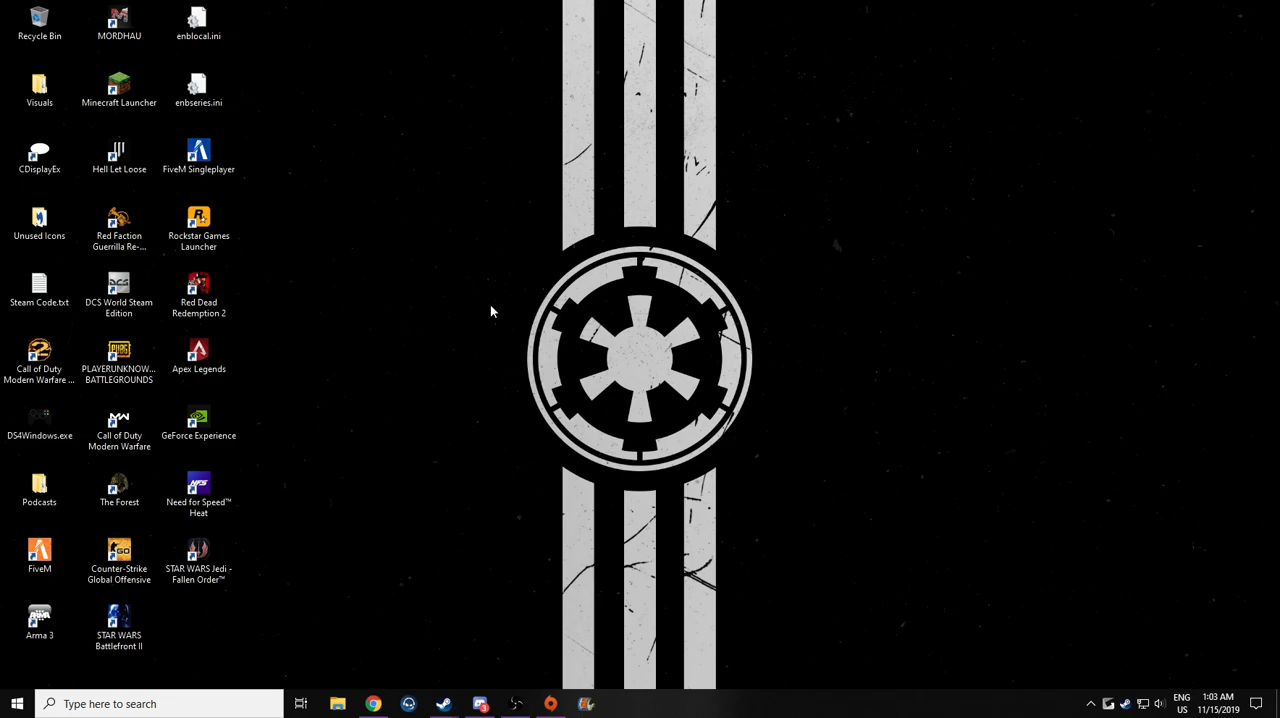 Recycle Bin
MORDHAU
enblocal.ini
Visuals
Minecraft Launcher
enbseries.ini
CDisplayEx
Hell Let Loose
FiveM Singleplayer
Unused Icons
Red Faction
Guerrilla Re-...
Rockstar Games
Launcher
Steam Code.txt
DCS World Steam
Edition
Red Dead
Redemption 2
Call of Duty
Modern Warfare ...
PLAYERUNKNOW...
BATTLEGROUNDS
Apex Legends
DS4Windows.exe
Call of Duty
Modern Warfare
GeForce Experience
Podcasts
The Forest
Need for Speed™
Heat
FiveM
Counter-Strike
Global Offensive
STAR WARS Jedi -
Fallen Order™
Arma 3
STAR WARS
Battlefront II
Type here to search
ENG
US
1:03 AM
11/15/2019